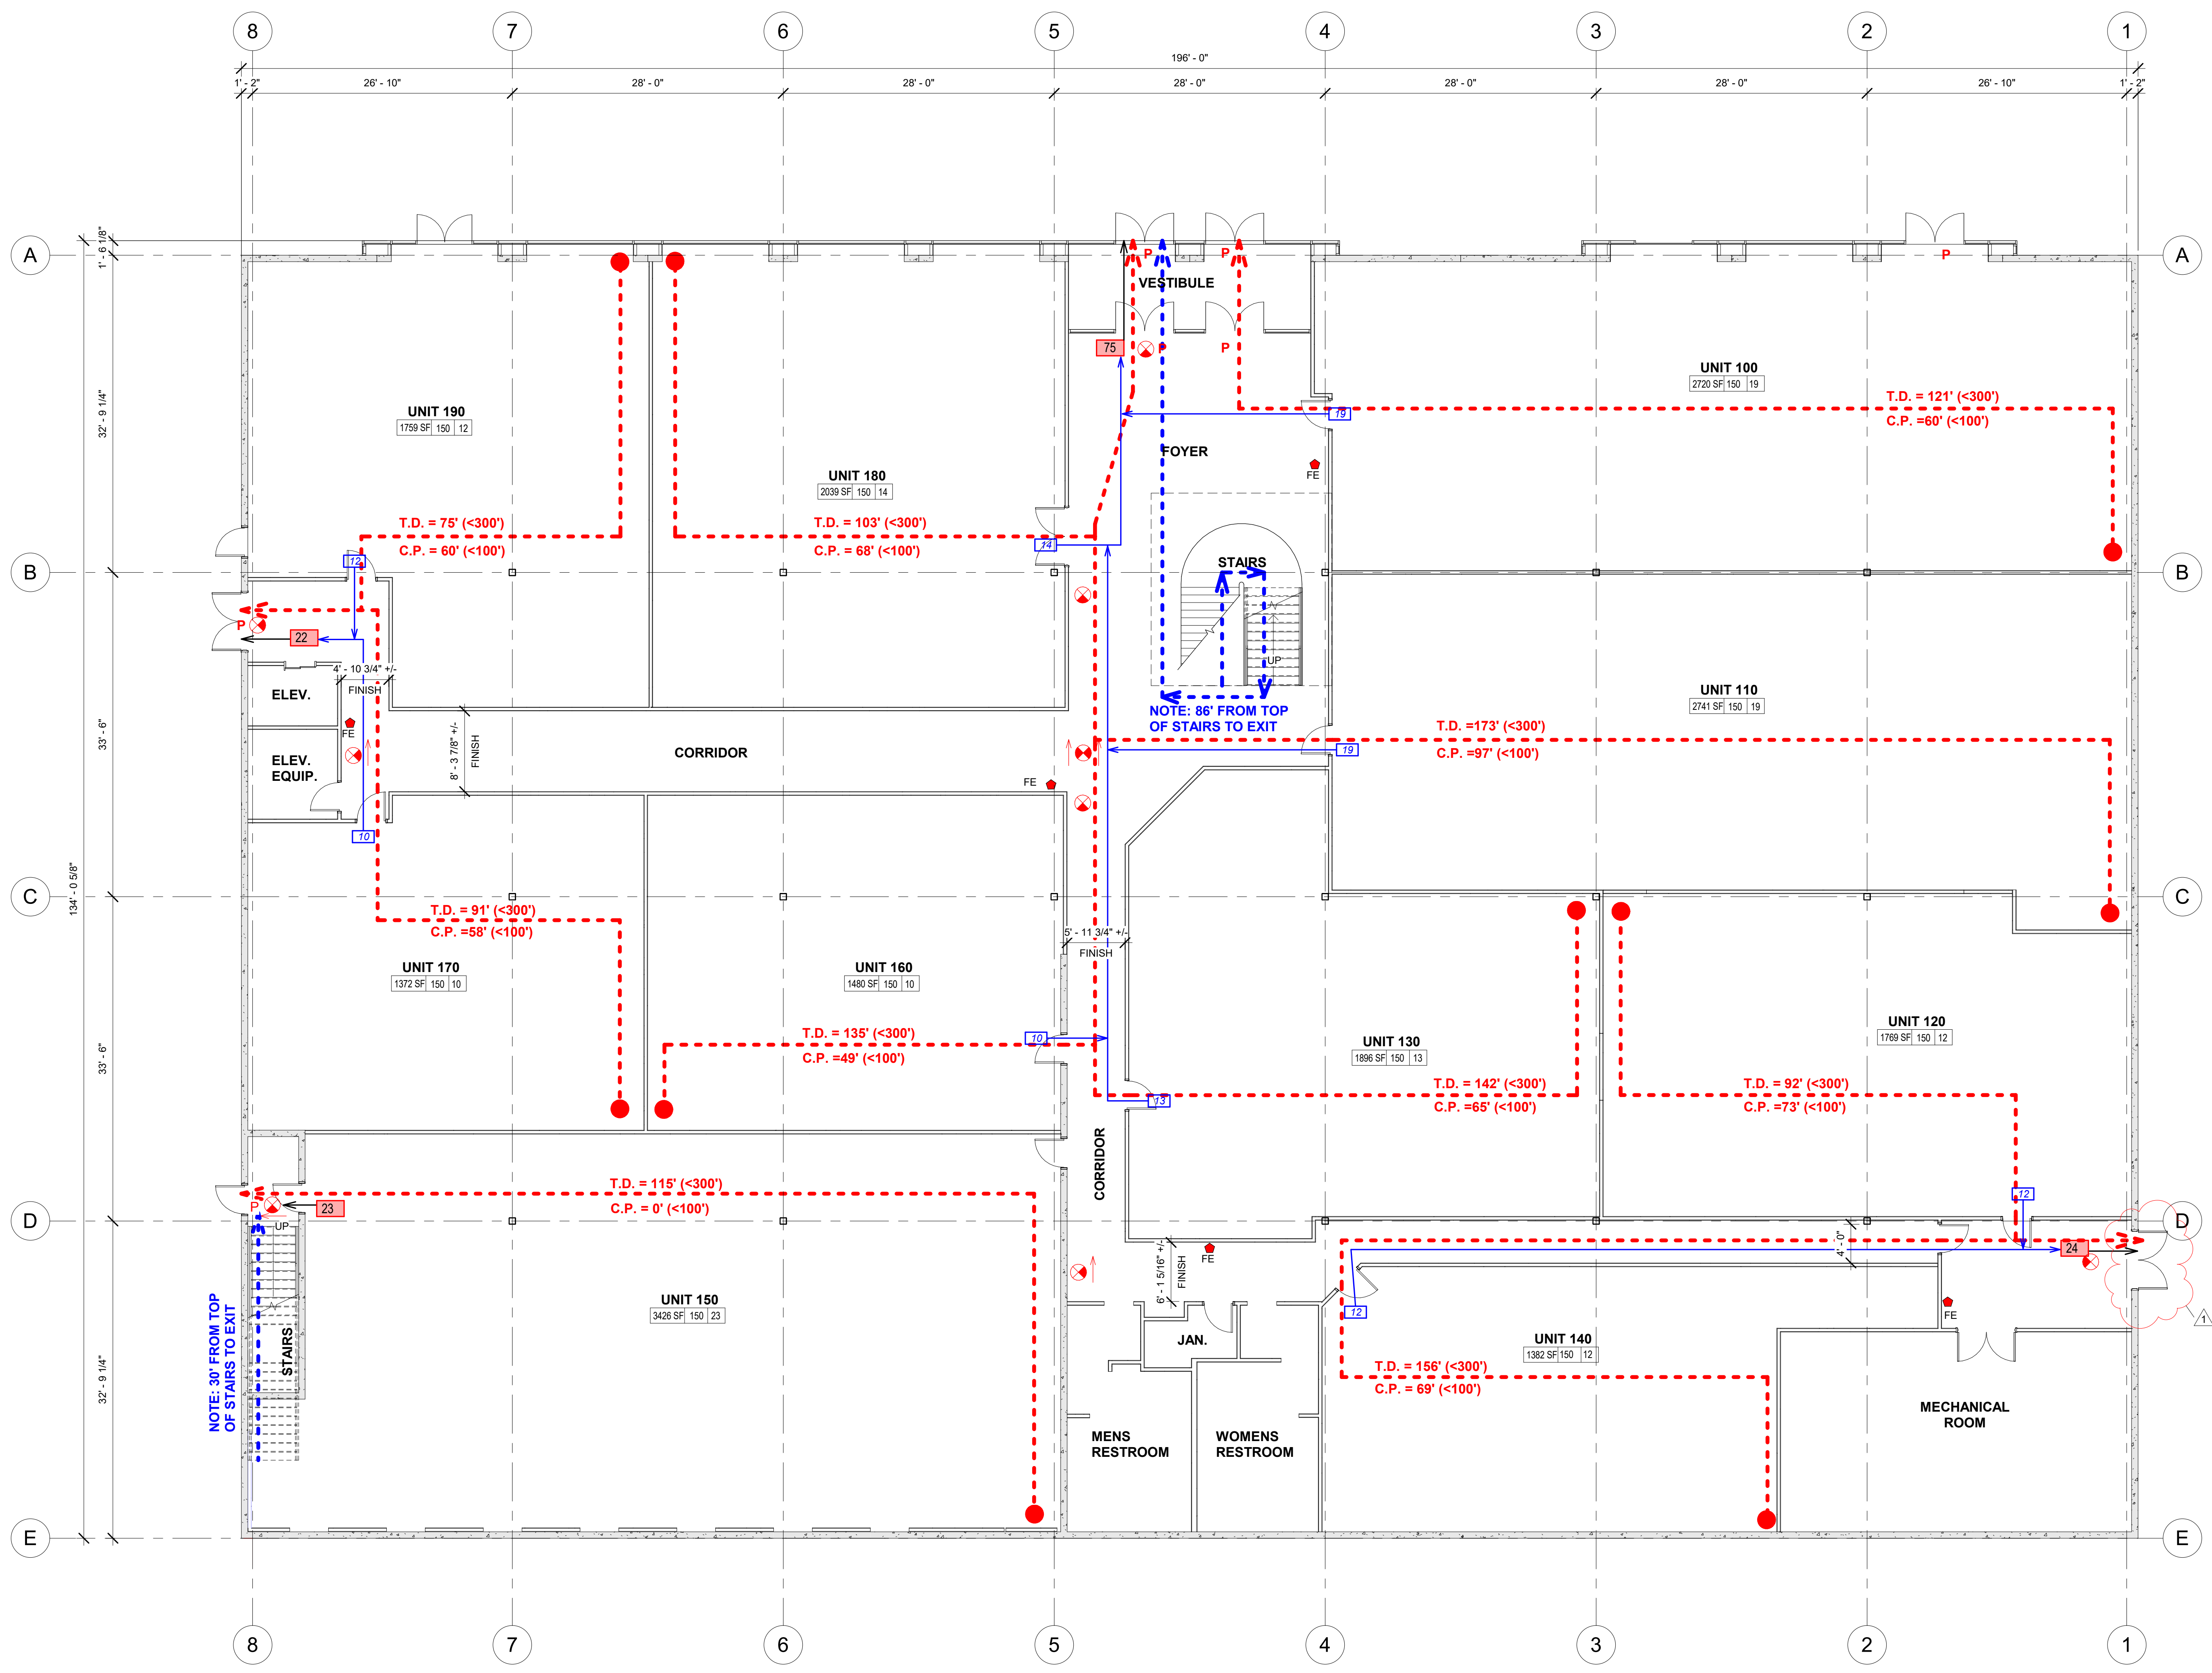 8 7 6 5 4 3 2 1
196' - 0"
1' - 2" 26' - 10" 28' - 0" 28' - 0" 28' - 0" 28' - 0" 28' - 0" 26' - 10" 1' - 2"
A 1' - 6 1/8" A
P P P
VESTIBULE
75 P P
UNIT 100
2720 SF 150 19
32' - 9 1/4"
T.D. = 121' (<300')
C.P. =60' (<100')
UNIT 190
1759 SF 150 12
19
FOYER
FE
UNIT 180
2039 SF 150 14
T.D. = 75' (<300')
C.P. = 60' (<100')
T.D. = 103' (<300')
C.P. = 68' (<100')
14
12
STAIRS
B B
P 22
UP
4' - 10 3/4" +/-
FINISH
ELEV.
UNIT 110
2741 SF 150 19
NOTE: 86' FROM TOP
OF STAIRS TO EXIT
FE
T.D. =173' (<300')
C.P. =97' (<100')
19
33' - 6"
8' - 3 7/8" +/-
FINISH
CORRIDOR
ELEV.
EQUIP.
FE
10
134' - 0 5/8"
C C
T.D. = 91' (<300')
C.P. =58' (<100')
5' - 11 3/4" +/-
FINISH
UNIT 170
1372 SF 150 10
UNIT 160
1480 SF 150 10
UNIT 120
1769 SF 150 12
T.D. = 135' (<300')
C.P. =49' (<100')
10
UNIT 130
1896 SF 150 13
33' - 6"
T.D. = 142' (<300')
C.P. =65' (<100')
T.D. = 92' (<300')
C.P. =73' (<100')
13
CORRIDOR
T.D. = 115' (<300')
C.P. = 0' (<100')
12
P 23
UP
D D
4' - 0"
24
FE
6' - 1 5/16" +/-
FINISH
UNIT 150
3426 SF 150 23
12
FE
1
NOTE: 30' FROM TOP
OF STAIRS TO EXIT
STAIRS
JAN.
UNIT 140
1382 SF 150 12
T.D. = 156' (<300')
C.P. = 69' (<100')
32' - 9 1/4"
MECHANICAL
ROOM
MENS
RESTROOM
WOMENS
RESTROOM
E E
8 7 6 5 4 3 2 1